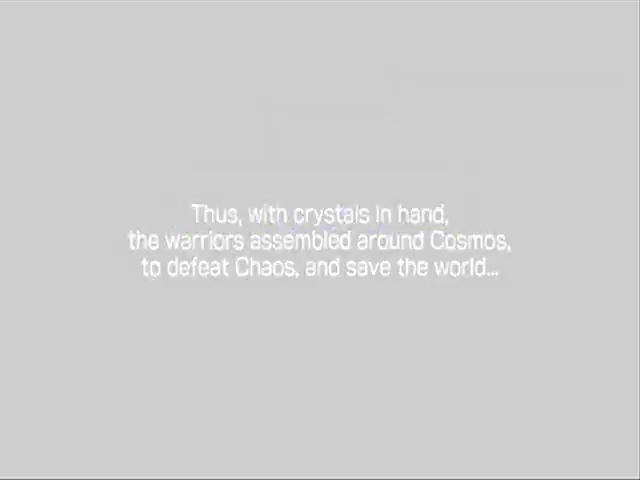 Thus, with crystals in hand,
the warriors assembled around Cosmos,
to defeat Chaos, and save the world...